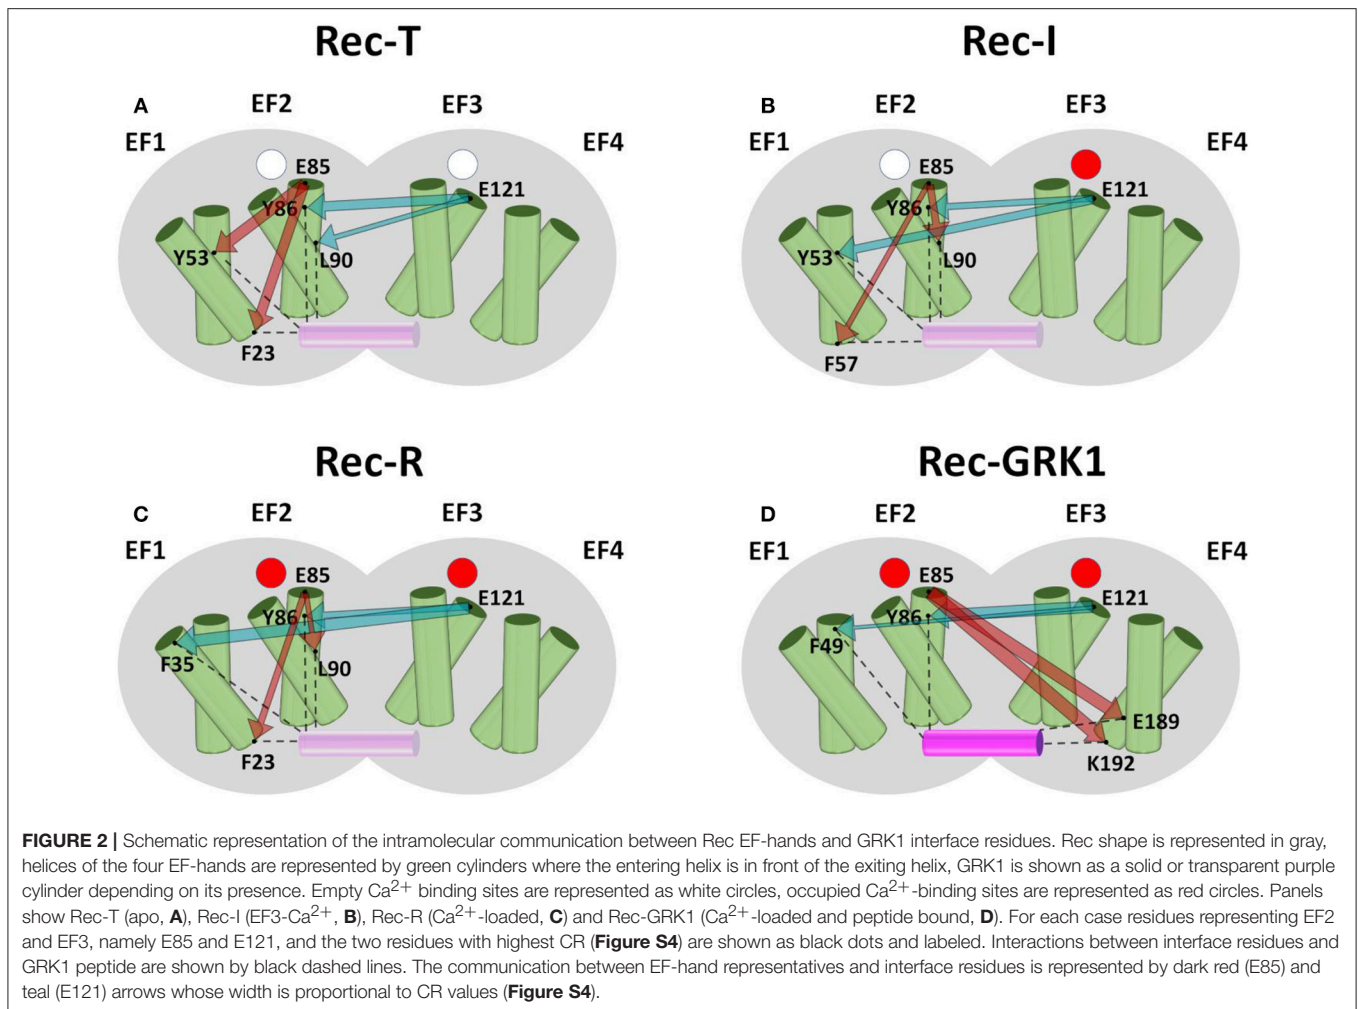 Rec-T
Rec-I
A
EF2
EF3
EF1
EF4
E85
E121
Y86
Y53
L90
F23
B
EF2
EF3
EF1
EF4
E85
E121
Y86
Y53
L90
F57
Rec-R
Rec-GRK1
C
EF2
EF3
EF1
EF4
E85
E121
Y86
F35
L90
F23
D
EF2
EF3
EF1
EF4
E85
E121
Y86
F49
E189
K192
FIGURE 2 | Schematic representation of the intramolecular communication between Rec EF-hands and GRK1 interface residues. Rec shape is represented in gray,
helices of the four EF-hands are represented by green cylinders where the entering helix is in front of the exiting helix, GRK1 is shown as a solid or transparent purple
cylinder depending on its presence. Empty Ca2+ binding sites are represented as white circles, occupied Ca2+-binding sites are represented as red circles. Panels
show Rec-T (apo, A), Rec-I (EF3-Ca2+, B), Rec-R (Ca2+-loaded, C) and Rec-GRK1 (Ca2+-loaded and peptide bound, D). For each case residues representing EF2
and EF3, namely E85 and E121, and the two residues with highest CR (Figure S4) are shown as black dots and labeled. Interactions between interface residues and
GRK1 peptide are shown by black dashed lines. The communication between EF-hand representatives and interface residues is represented by dark red (E85) and
teal (E121) arrows whose width is proportional to CR values (Figure S4).